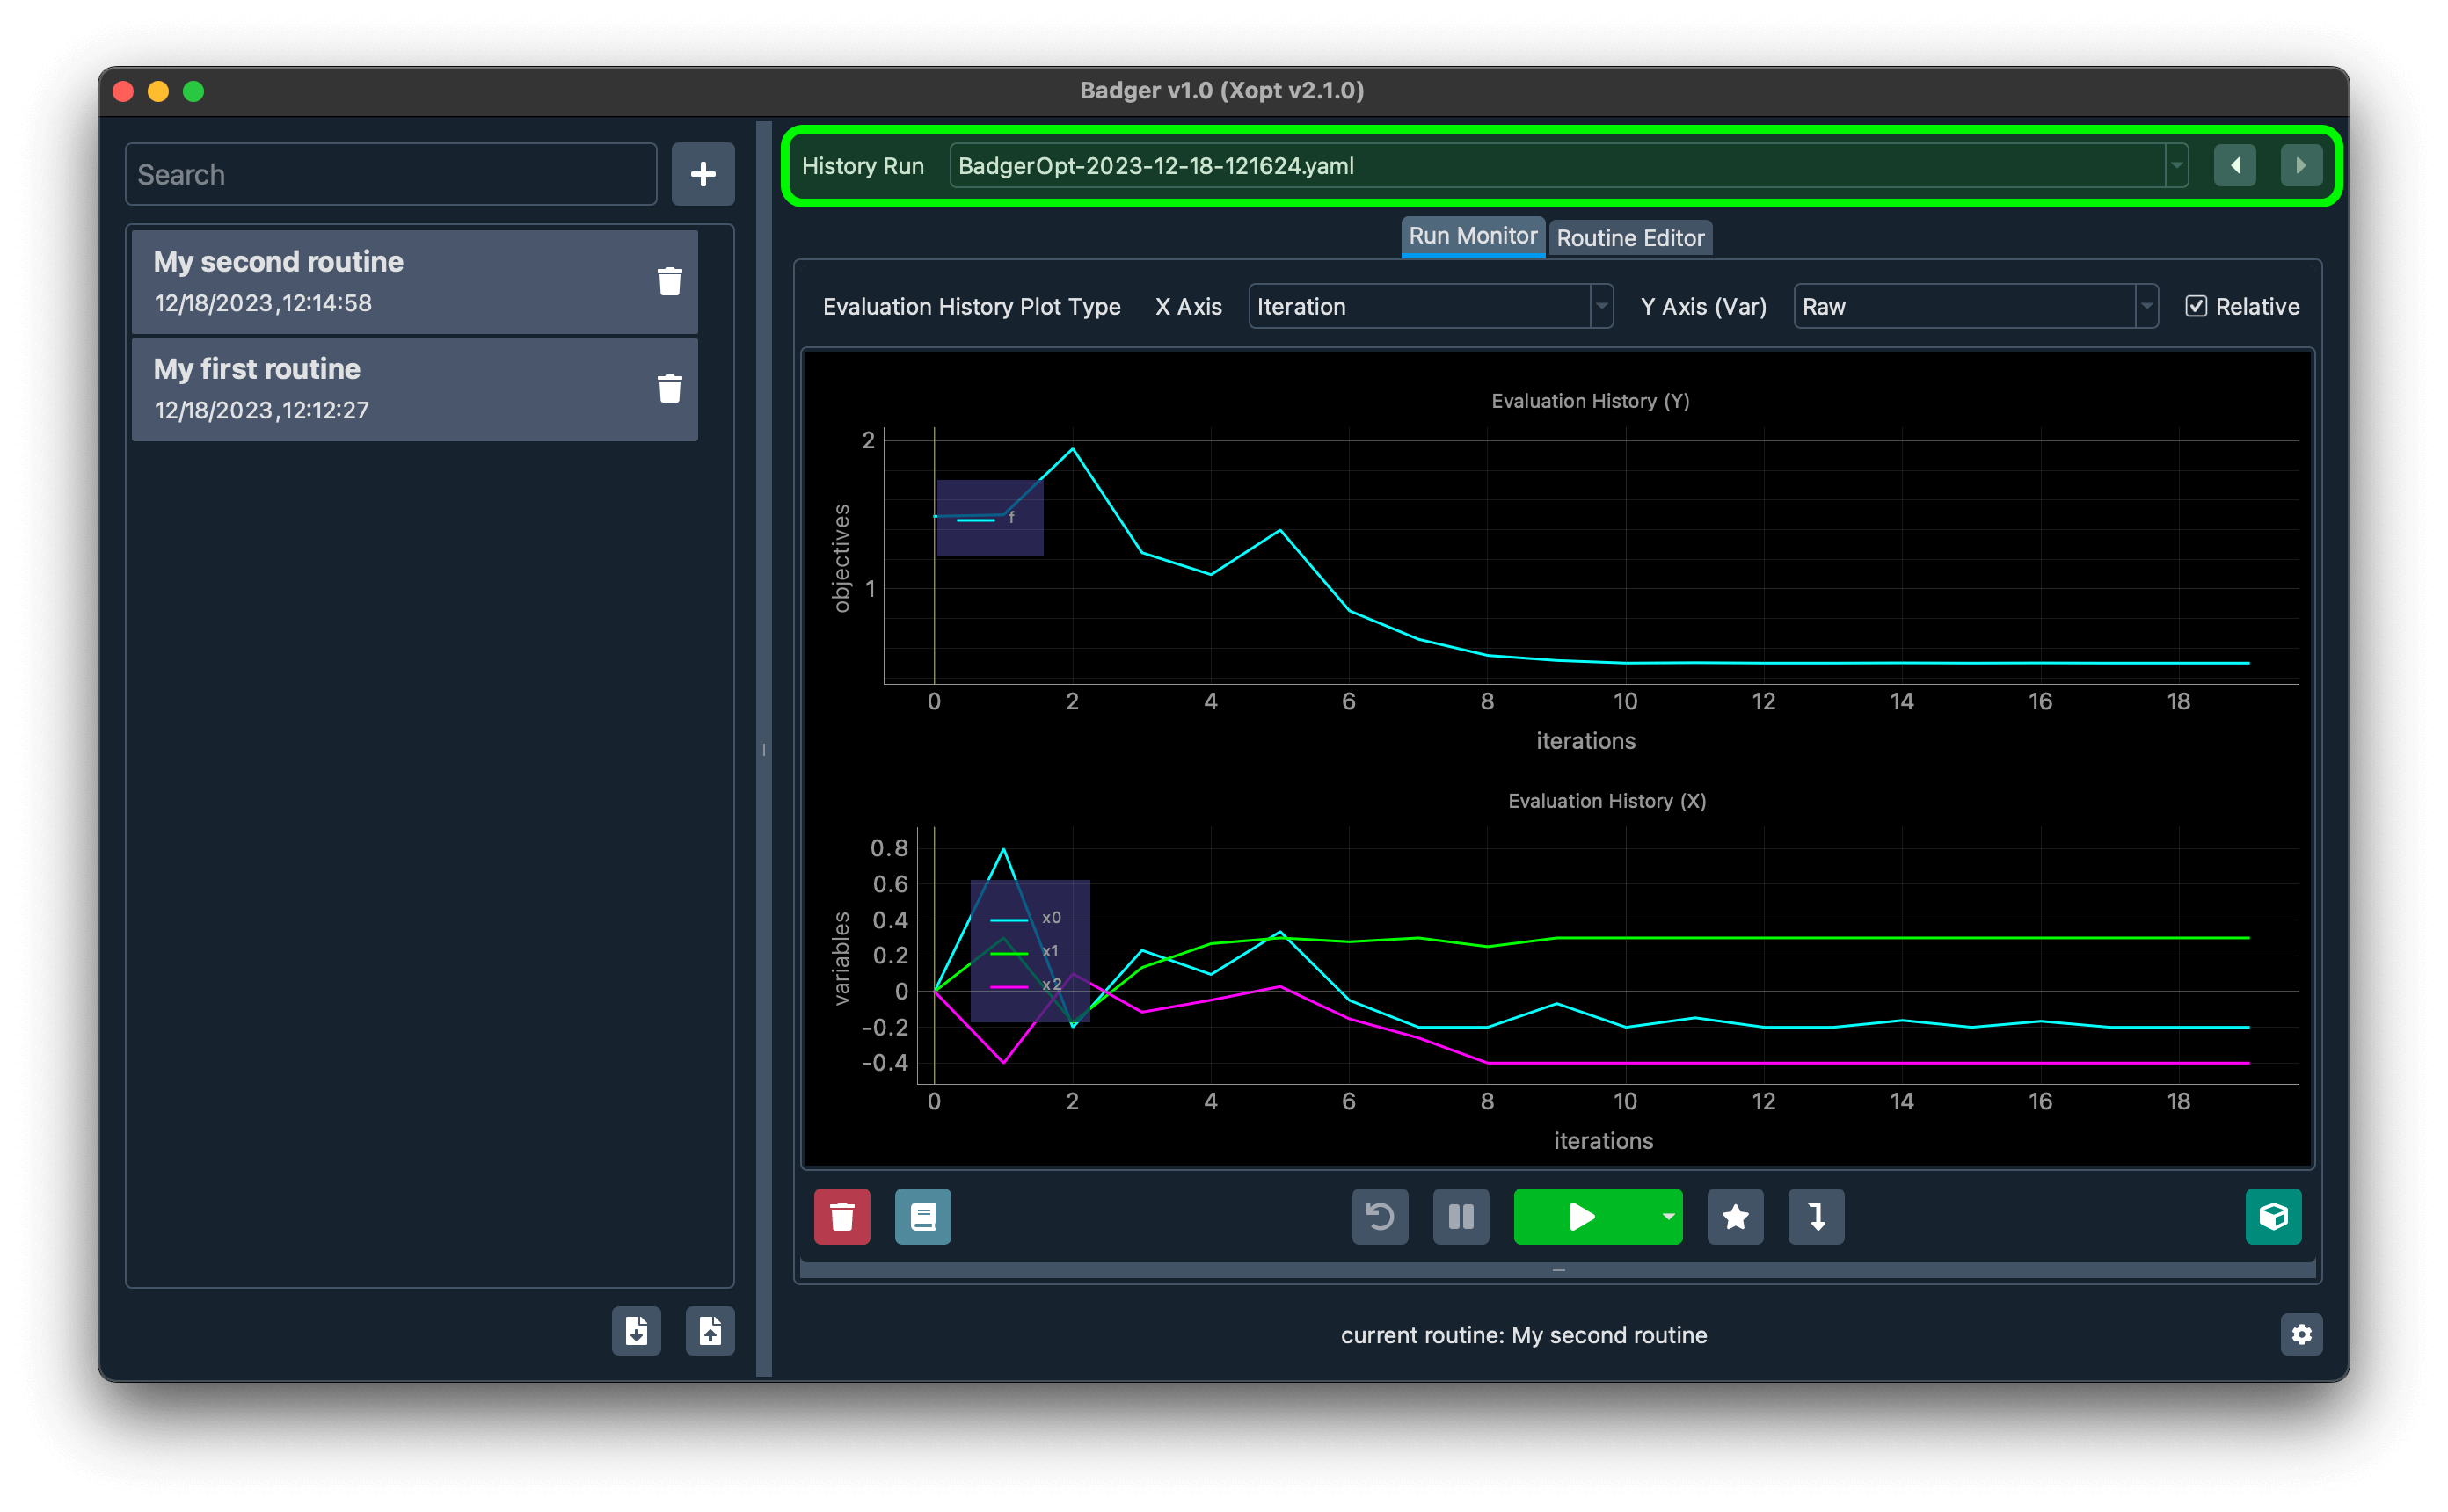 Badger v1.0 (Xopt v2.1.0)
Search
My second routine
12/18/2023,12:14:58
My first routine
12/18/2023,12:12:27
History Run BadgerOpt-2023-12-18-121624.yaml
Run Monitor Routine Editor
Evaluation History Plot Type X Axis Iteration Y Axis (Var) Raw Relative
Evaluation History (Y)
2
1
objectives
f
0 2 4 6 8 10 12 14 16 18
iterations
Evaluation History (X)
0.8
0.6
0.4
0.2
0
-0.2
-0.4
variables
x0
x1
x2
0 2 4 6 8 10 12 14 16 18
iterations
current routine: My second routine